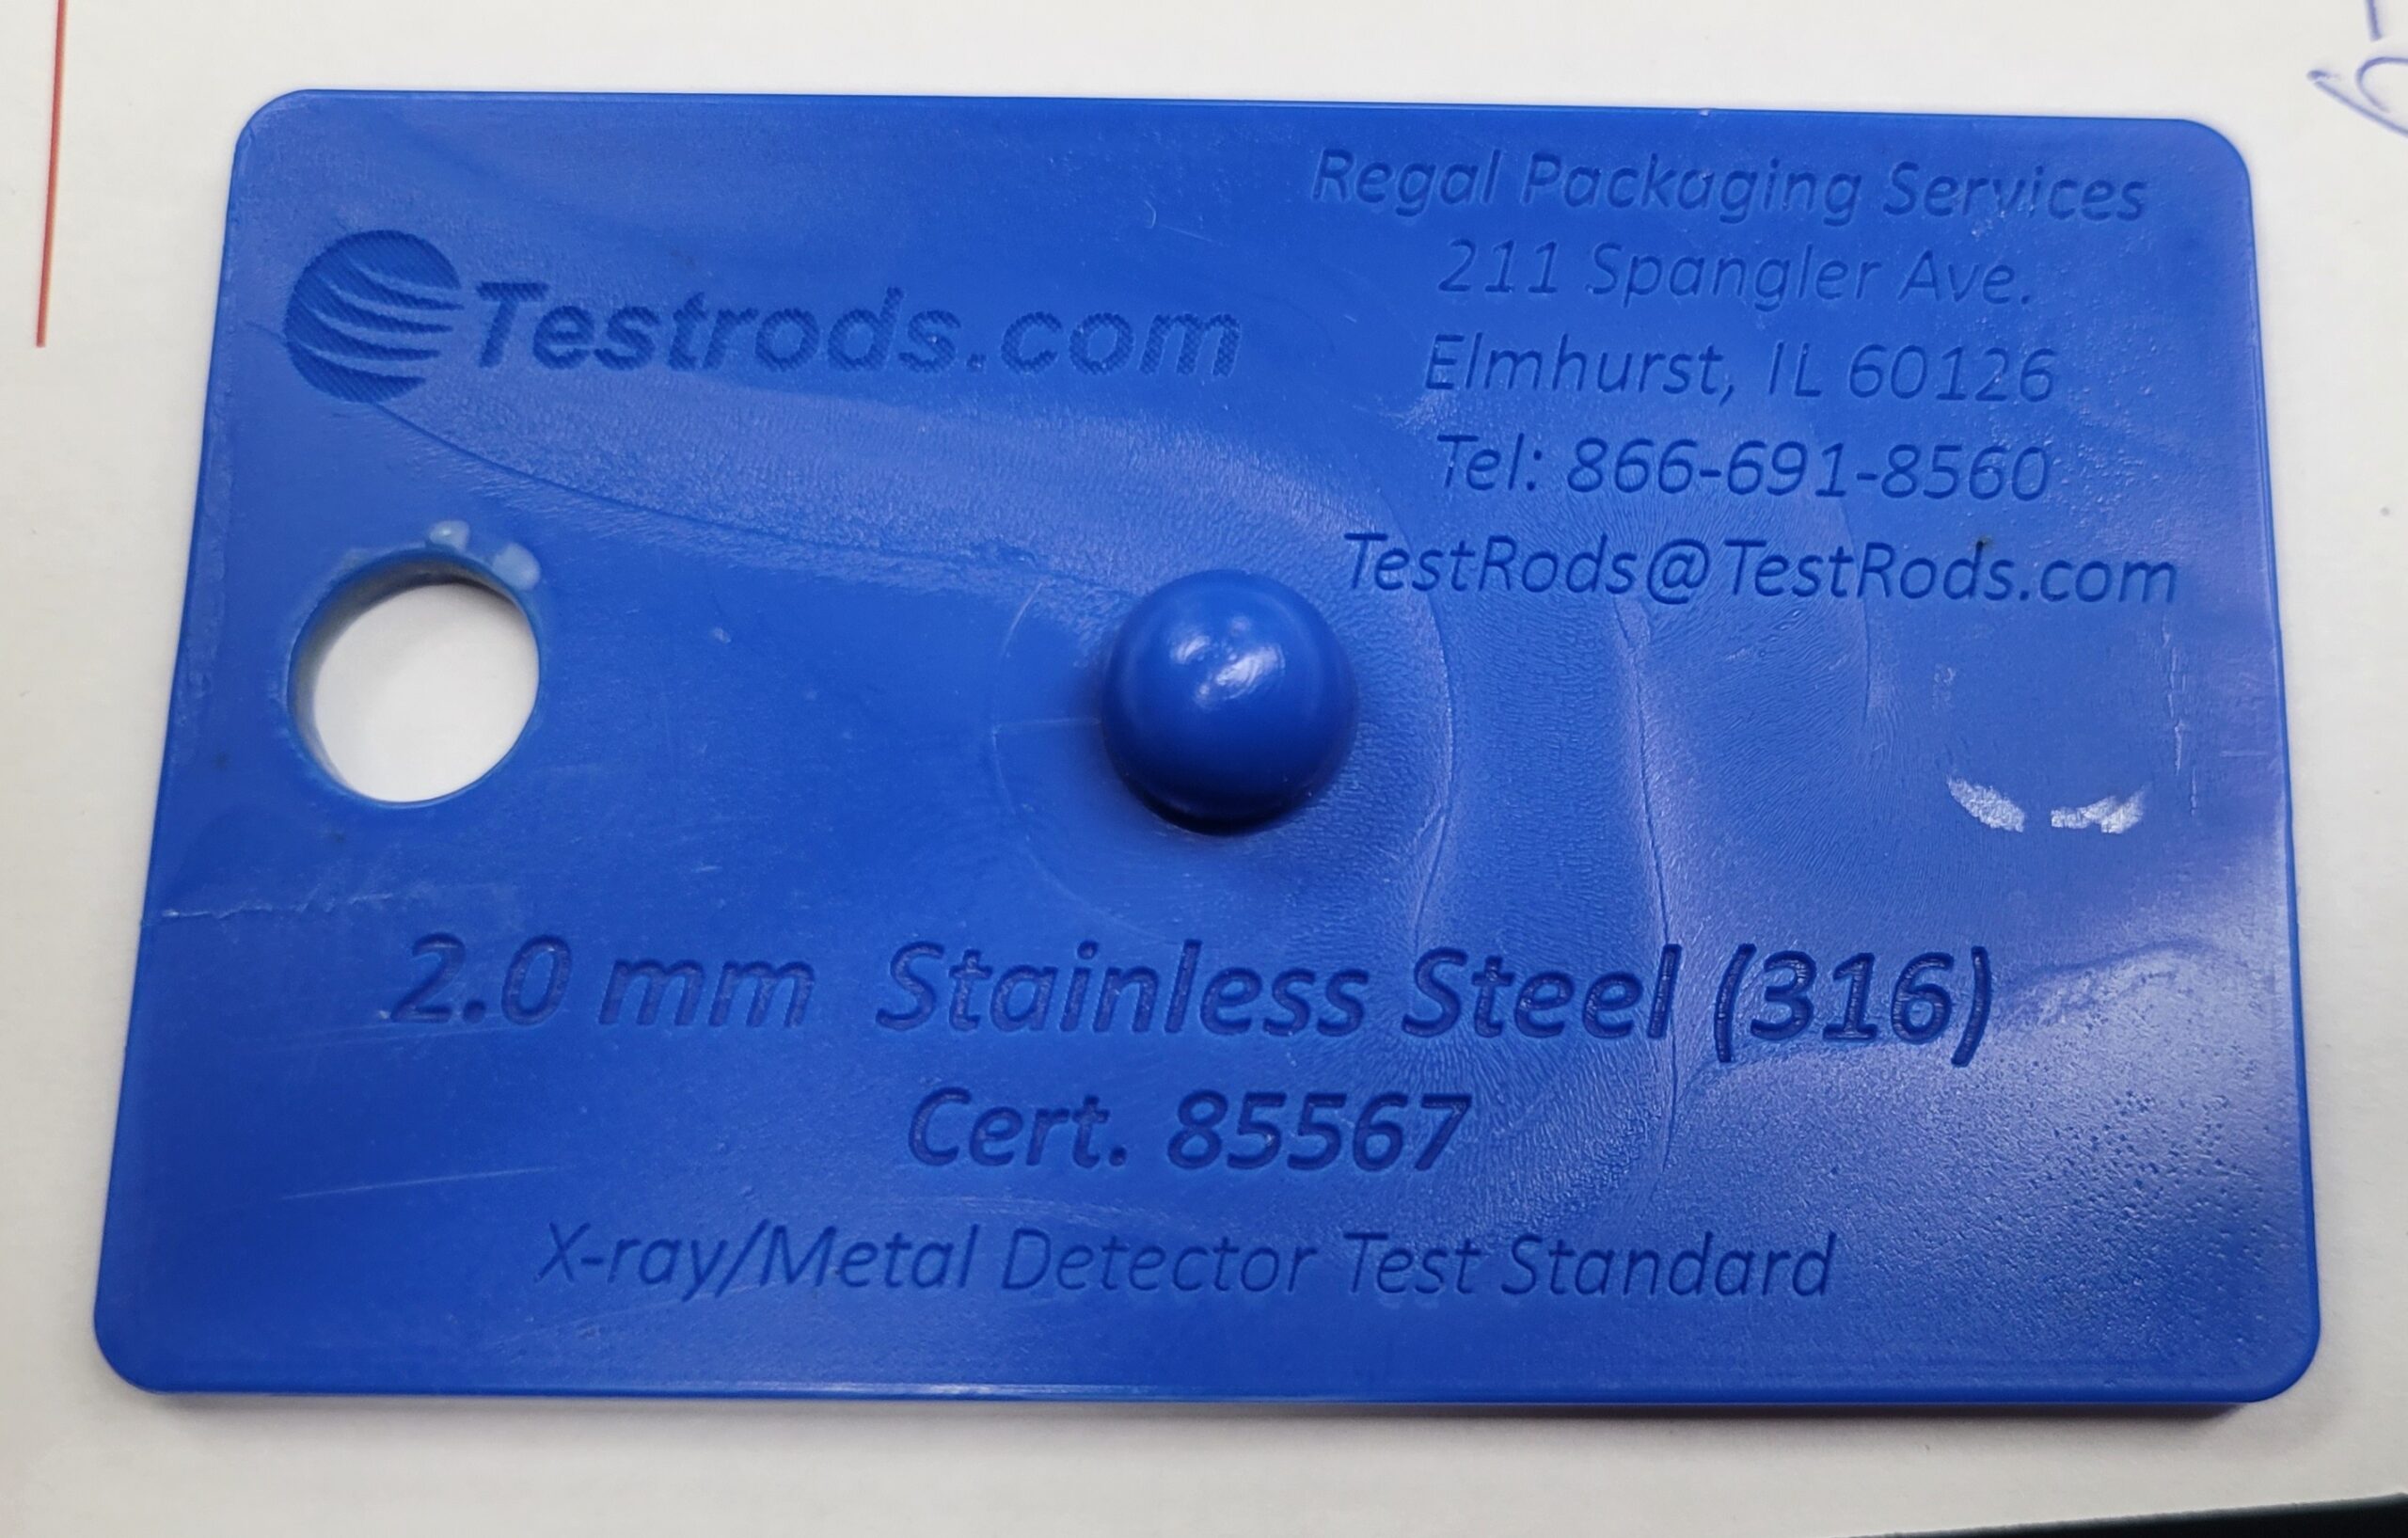 Testrods.com
Regal Packaging Services
211 Spangler Ave.
Elmhurst, IL 60126
Tel: 866-691-8560
TestRods@TestRods.com
2.0 mm Stainless Steel (316)
Cert. 85567
X-ray/Metal Detector Test Standard